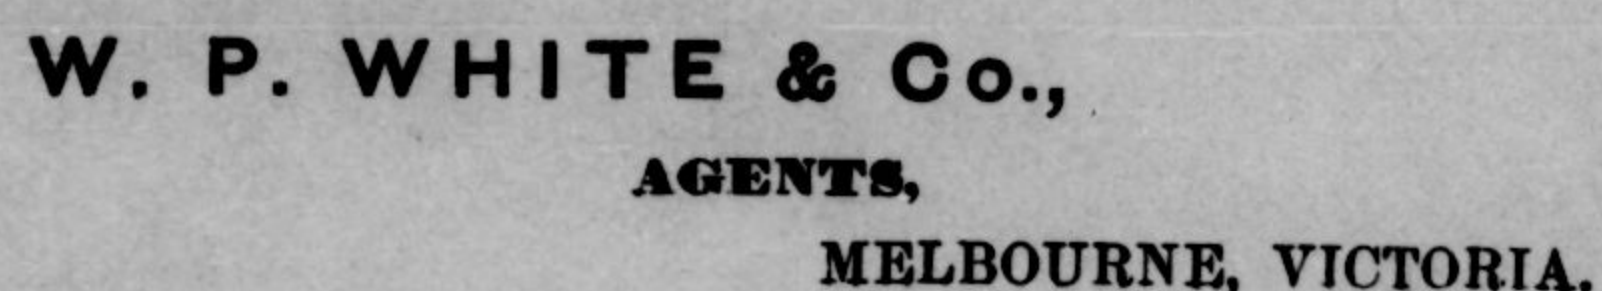 W. P. WHITE & Co.,
AGENTS,
MELBOURNE, VICTORIA.